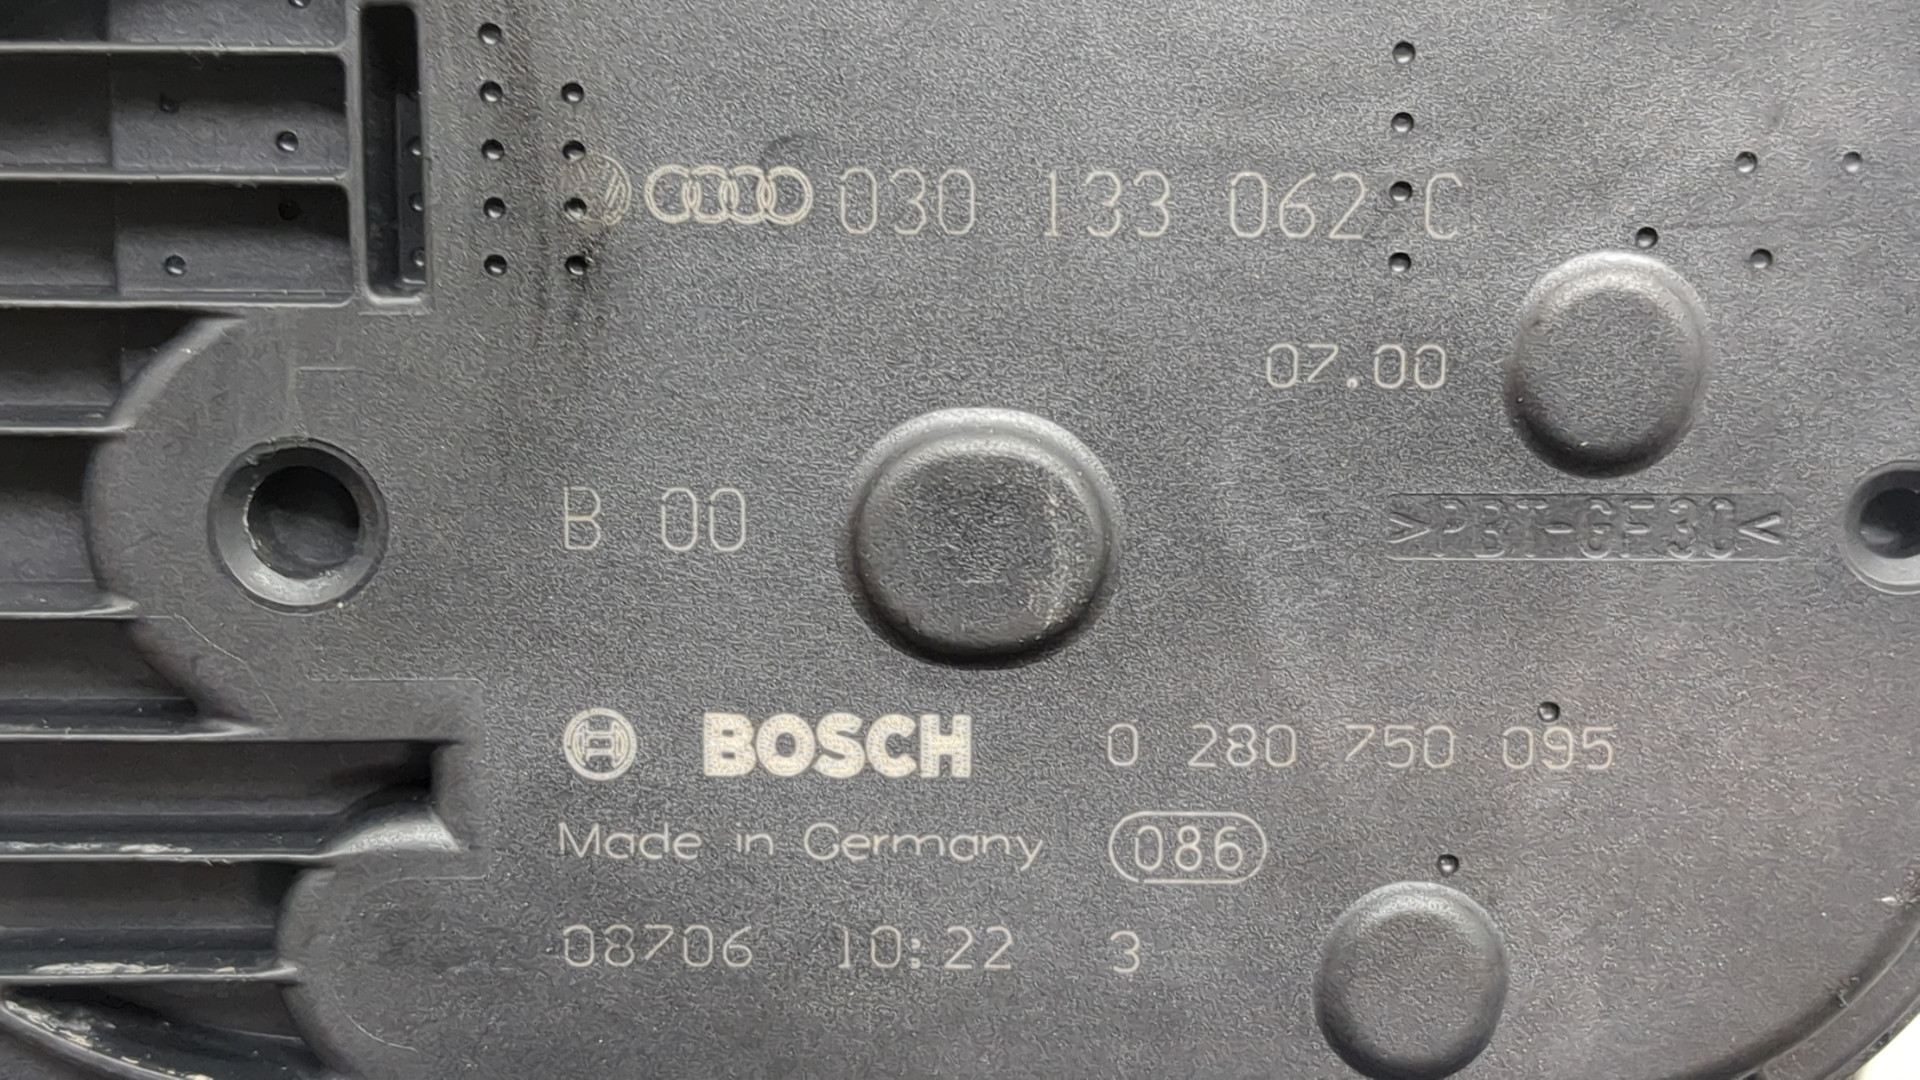 030 133 062 C
07.00
B 00
>PBT-GF30<
BOSCH 0 280 750 095
Made in Germany 086
08706 10:22 3